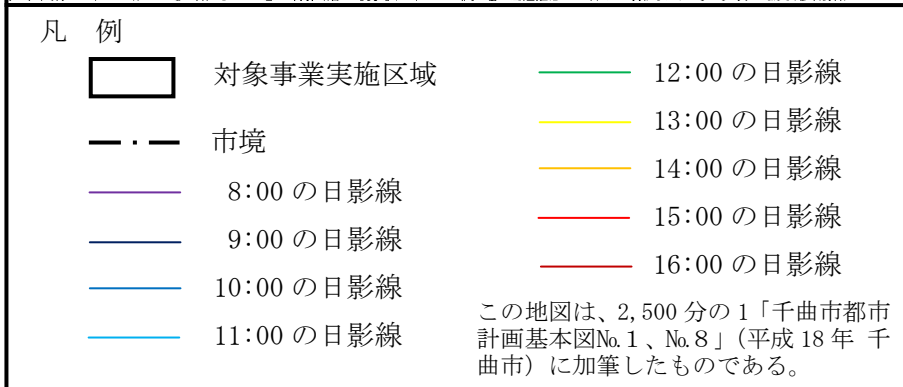 凡 例
対象事業実施区域
市境
8:00 の日影線
9:00 の日影線
10:00 の日影線
11:00 の日影線
12:00 の日影線
13:00 の日影線
14:00 の日影線
15:00 の日影線
16:00 の日影線
この地図は、2,500 分の 1「千曲市都市
計画基本図№1、№8」（平成 18 年 千
曲市）に加筆したものである。